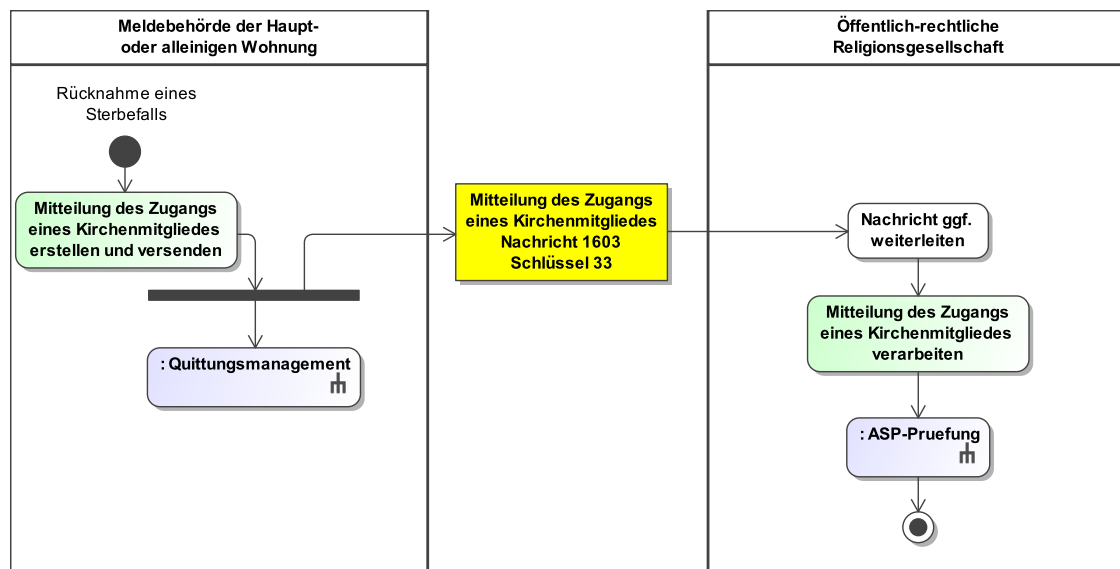 Meldebehörde der Haupt-
oder alleinigen Wohnung
Öffentlich-rechtliche
Religionsgesellschaft
Rücknahme eines
Sterbefalls
Mitteilung des Zugangs
eines Kirchenmitgliedes
erstellen und versenden
: Quittungsmanagement
Mitteilung des Zugangs
eines Kirchenmitgliedes
Nachricht 1603
Schlüssel 33
Nachricht ggf.
weiterleiten
Mitteilung des Zugangs
eines Kirchenmitgliedes
verarbeiten
: ASP-Pruefung